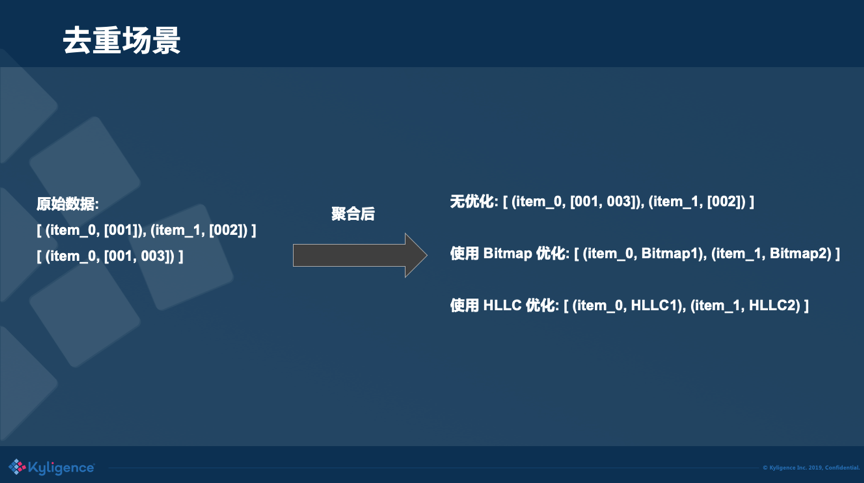 去重场景
原始数据:
[ (item_0, [001]), (item_1, [002]) ]
[ (item_0, [001, 003]) ]
聚合后
无优化: [ (item_0, [001, 003]), (item_1, [002]) ]
使用 Bitmap 优化: [ (item_0, Bitmap1), (item_1, Bitmap2) ]
使用 HLLC 优化: [ (item_0, HLLC1), (item_1, HLLC2) ]
Kyligence
© Kyligence Inc. 2019, Confidential.